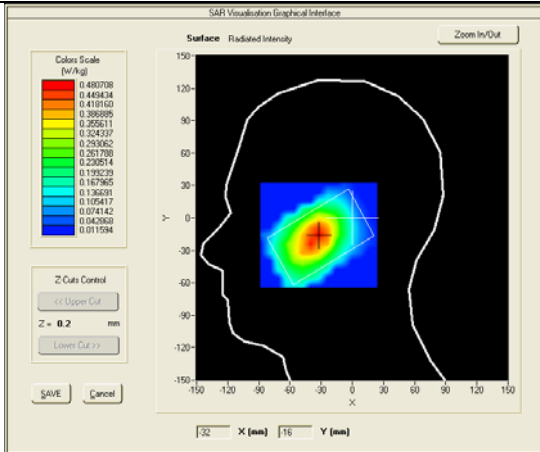 SAR Visualisation Graphical Interface
Surface Radiated Intensity
Zoom In/Out
Colors Scale
(W/kg)
0.480708
0.449434
0.418160
0.386885
0.355611
0.324337
0.293062
0.261788
0.230514
0.199239
0.167965
0.136691
0.105417
0.074142
0.042868
0.011594
Z Cuts Control
<< Upper Cut
Z = 0.2 mm
Lower Cut >>
SAVE Cancel
150-
120-
90-
60-
30-
Y 0-
-30-
-60-
-90-
-120-
-150-
-150 -120 -90 -60 -30 0 30 60 90 120 150
X
-32 X (mm) -16 Y (mm)